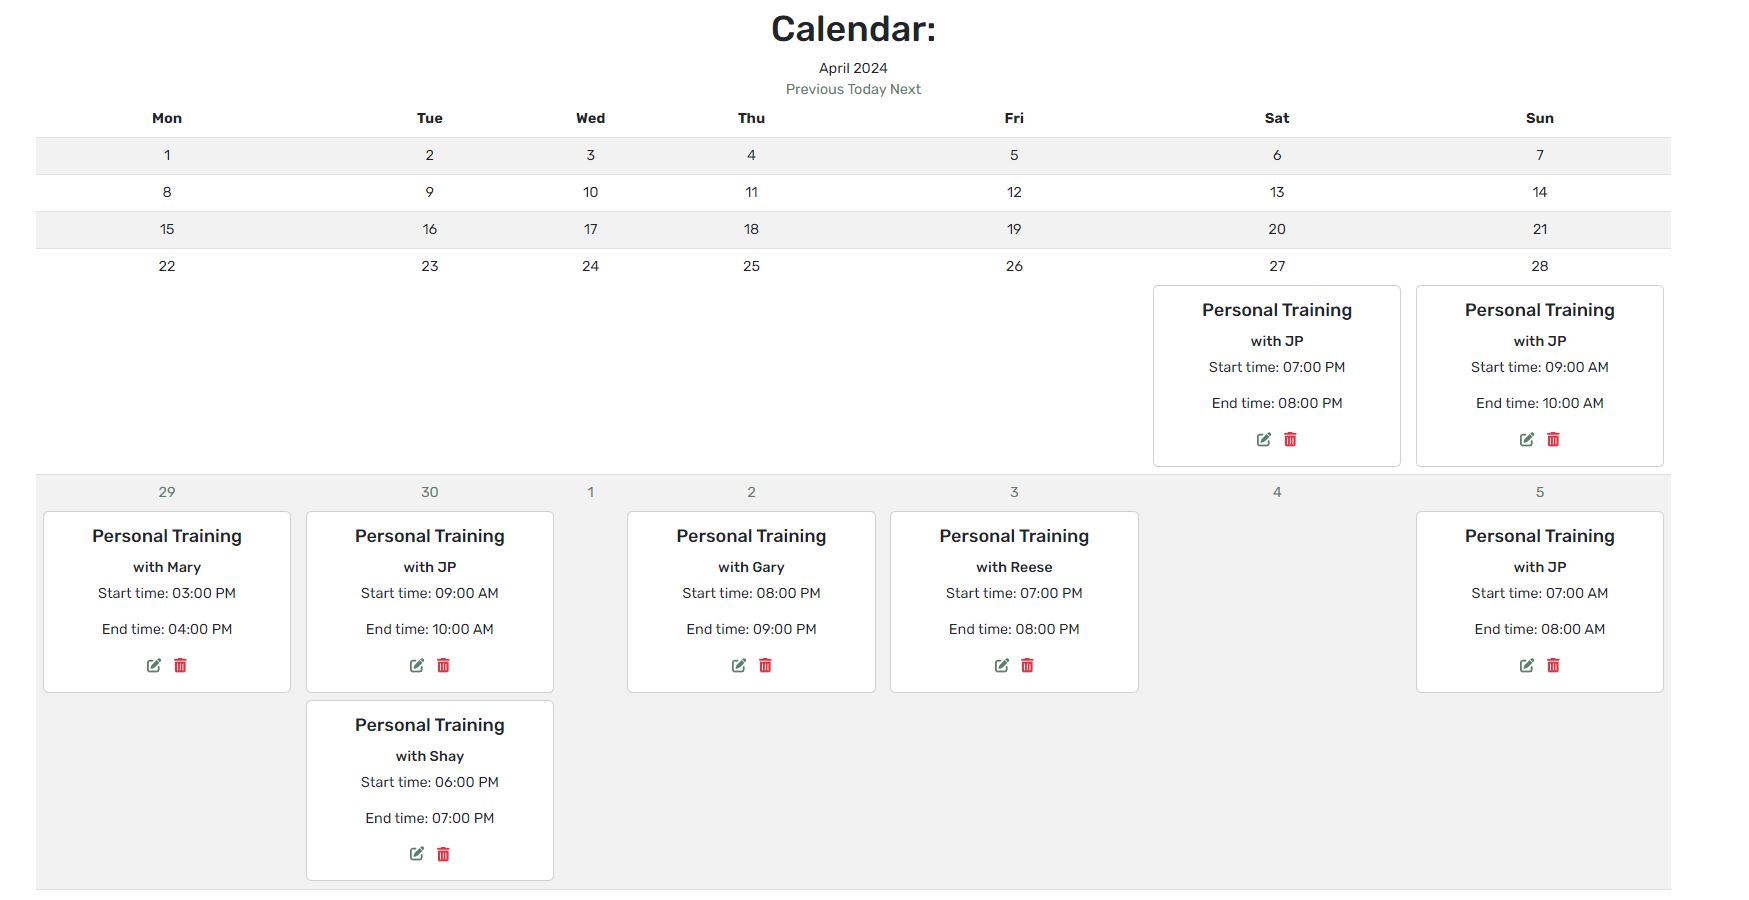 Calendar:
April 2024
Previous Today Next
Mon Tue Wed Thu Fri Sat Sun
1 2 3 4 5 6 7
8 9 10 11 12 13 14
15 16 17 18 19 20 21
22 23 24 25 26 27 28
Personal Training
with JP
Start time: 07:00 PM
End time: 08:00 PM
Personal Training
with JP
Start time: 09:00 AM
End time: 10:00 AM
29 30 1 2 3 4 5
Personal Training
with Mary
Start time: 03:00 PM
End time: 04:00 PM
Personal Training
with JP
Start time: 09:00 AM
End time: 10:00 AM
Personal Training
with Shay
Start time: 06:00 PM
End time: 07:00 PM
Personal Training
with Gary
Start time: 08:00 PM
End time: 09:00 PM
Personal Training
with Reese
Start time: 07:00 PM
End time: 08:00 PM
Personal Training
with JP
Start time: 07:00 AM
End time: 08:00 AM